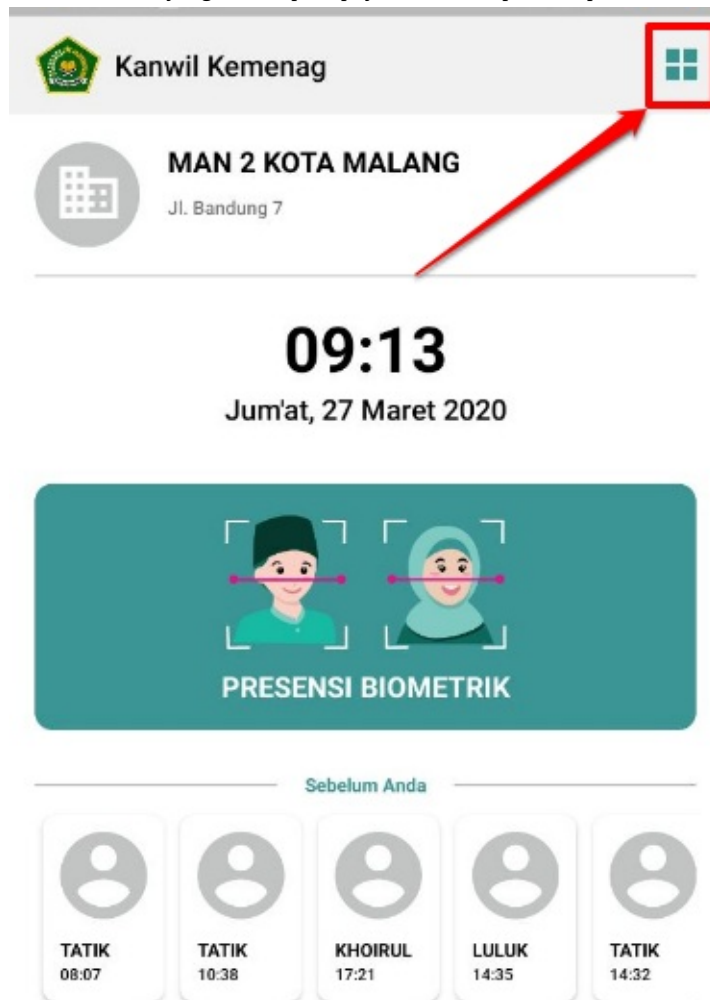 Kanwil Kemenag
MAN 2 KOTA MALANG
Jl. Bandung 7
09:13
Jum'at, 27 Maret 2020
PRESENSI BIOMETRIK
Sebelum Anda
TATIK
08:07
TATIK
10:38
KHOIRUL
17:21
LULUK
14:35
TATIK
14:32